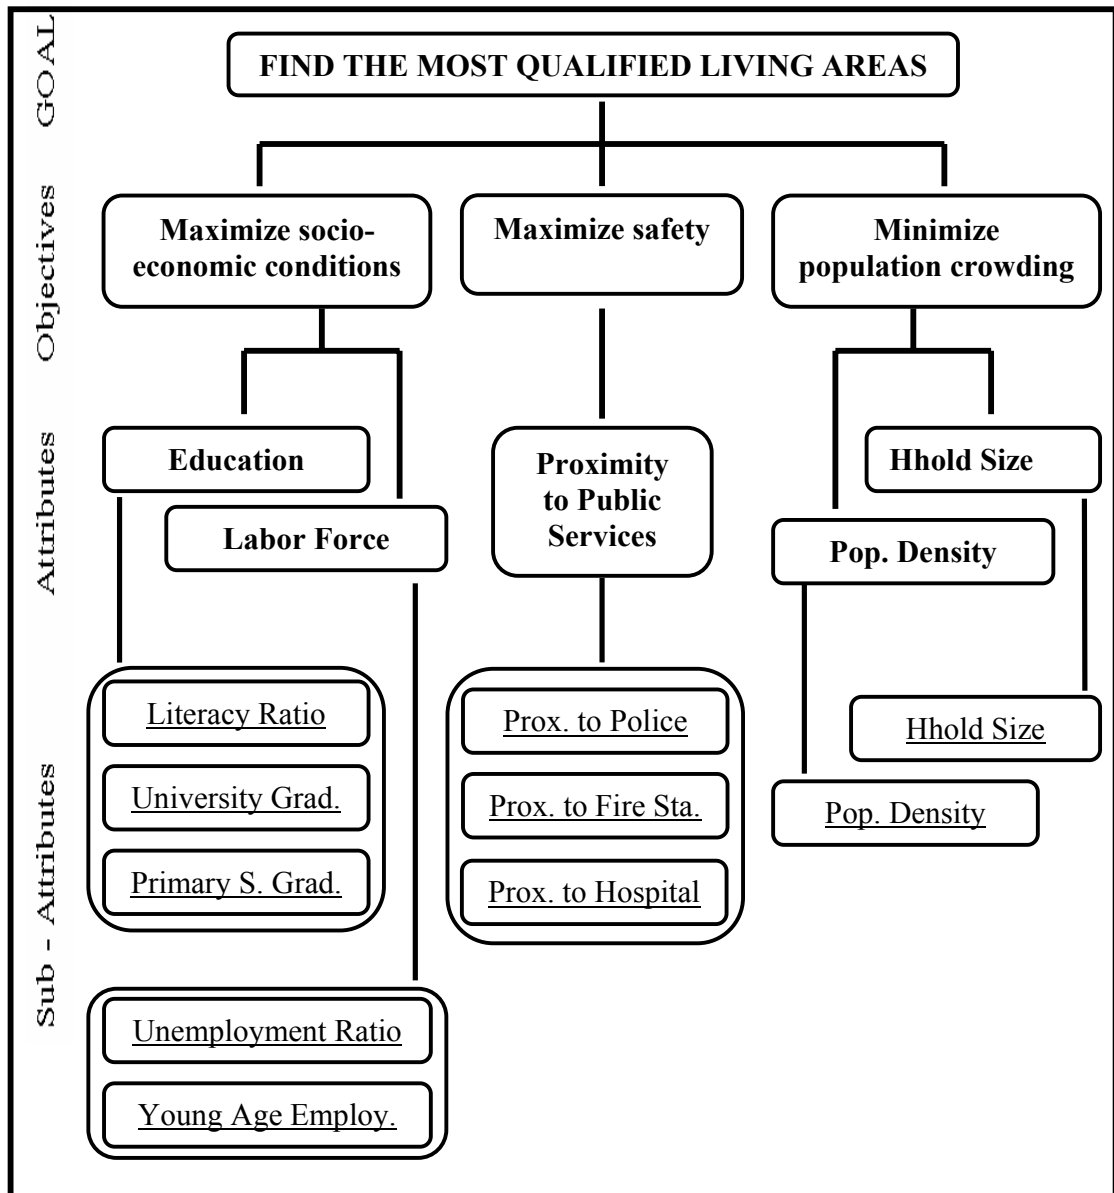 GOAL
FIND THE MOST QUALIFIED LIVING AREAS
Objectives
Maximize socio-
economic conditions
Maximize safety
Minimize
population crowding
Attributes
Education
Labor Force
Proximity
to Public
Services
Hhold Size
Pop. Density
Sub - Attributes
Literacy Ratio
University Grad.
Primary S. Grad.
Unemployment Ratio
Young Age Employ.
Prox. to Police
Prox. to Fire Sta.
Prox. to Hospital
Hhold Size
Pop. Density